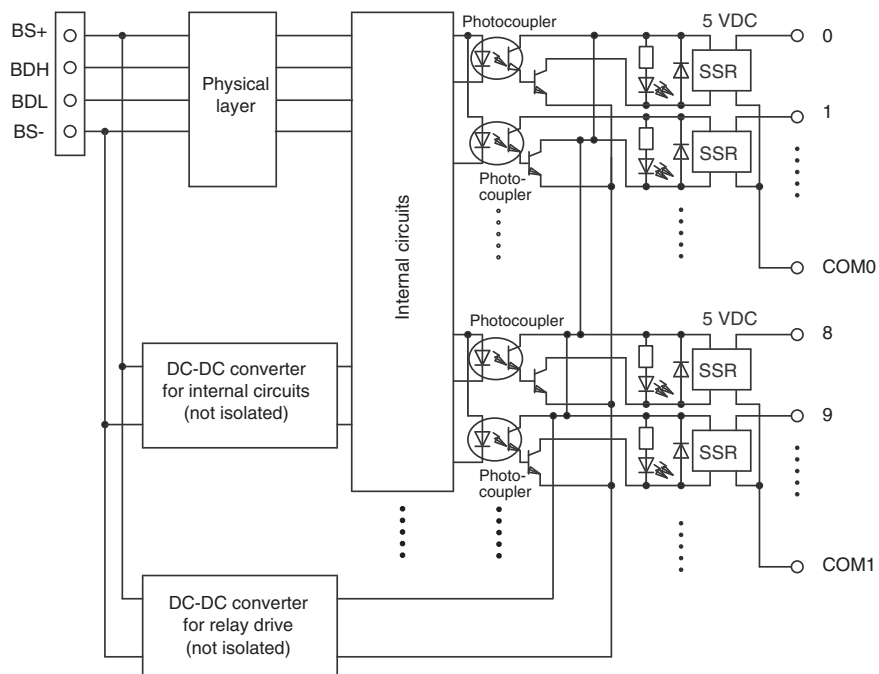 BS+
BDH
BDL
BS-
Physical
layer
Internal circuits
Photocoupler
5 VDC
SSR
0
Photo-
coupler
SSR
1
COM0
DC-DC converter
for internal circuits
(not isolated)
Photocoupler
5 VDC
SSR
8
Photo-
coupler
SSR
9
COM1
DC-DC converter
for relay drive
(not isolated)